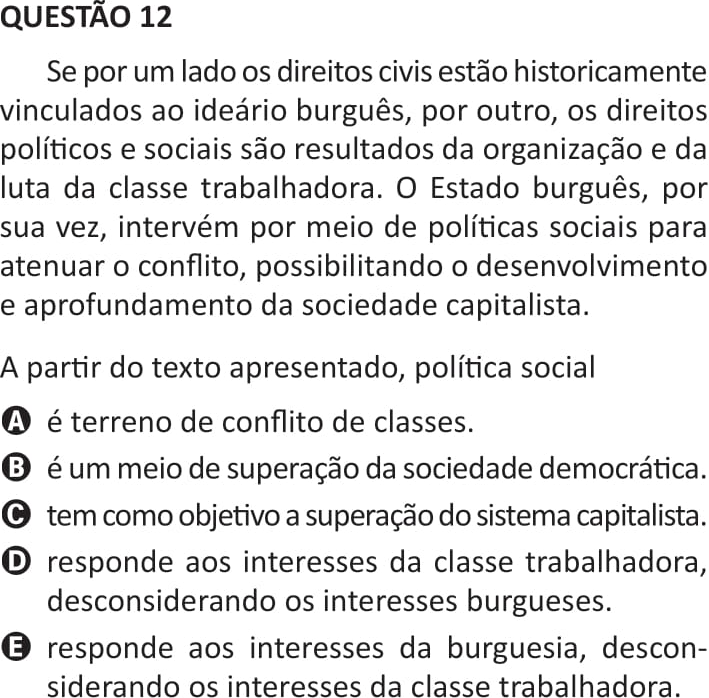 QUESTÃO 12
Se por um lado os direitos civis estão historicamente
vinculados ao ideário burguês, por outro, os direitos
políticos e sociais são resultados da organização e da
luta da classe trabalhadora. O Estado burguês, por
sua vez, intervém por meio de políticas sociais para
atenuar o conflito, possibilitando o desenvolvimento
e aprofundamento da sociedade capitalista.
A partir do texto apresentado, política social
A é terreno de conflito de classes.
B é um meio de superação da sociedade democrática.
C tem como objetivo a superação do sistema capitalista.
D responde aos interesses da classe trabalhadora,
desconsiderando os interesses burgueses.
E responde aos interesses da burguesia, descon-
siderando os interesses da classe trabalhadora.